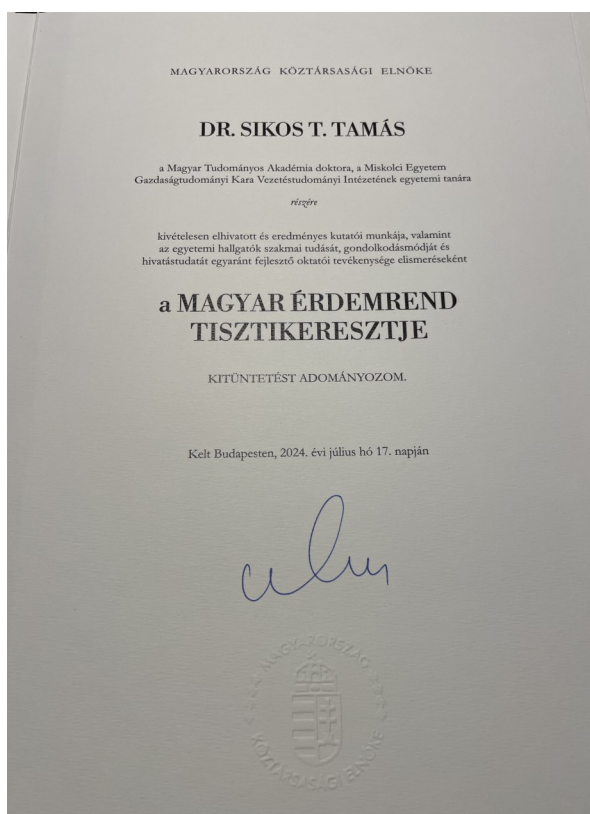 MAGYARORSZÁG KÖZTÁRSASÁGI ELNÖKE
DR. SIKOS T. TAMÁS
a Magyar Tudományos Akadémia doktora, a Miskolci Egyetem
Gazdaságtudományi Kara Vezetéstudományi Intézetének egyetemi tanára
részére
kivételesen elhivatott és eredményes kutatói munkája, valamint
az egyetemi hallgatók szakmai tudását, gondolkodásmódját és
hivatástudatát egyaránt fejlesztő oktatói tevékenysége elismeréseként
a MAGYAR ÉRDEMREND
TISZTIKERESZTJE
KITÜNTETÉST ADOMÁNYOZOM.
Kelt Budapesten, 2024. évi július hó 17. napján
MAGYARORSZÁG
KÖZTÁRSASÁGI ELNÖKE